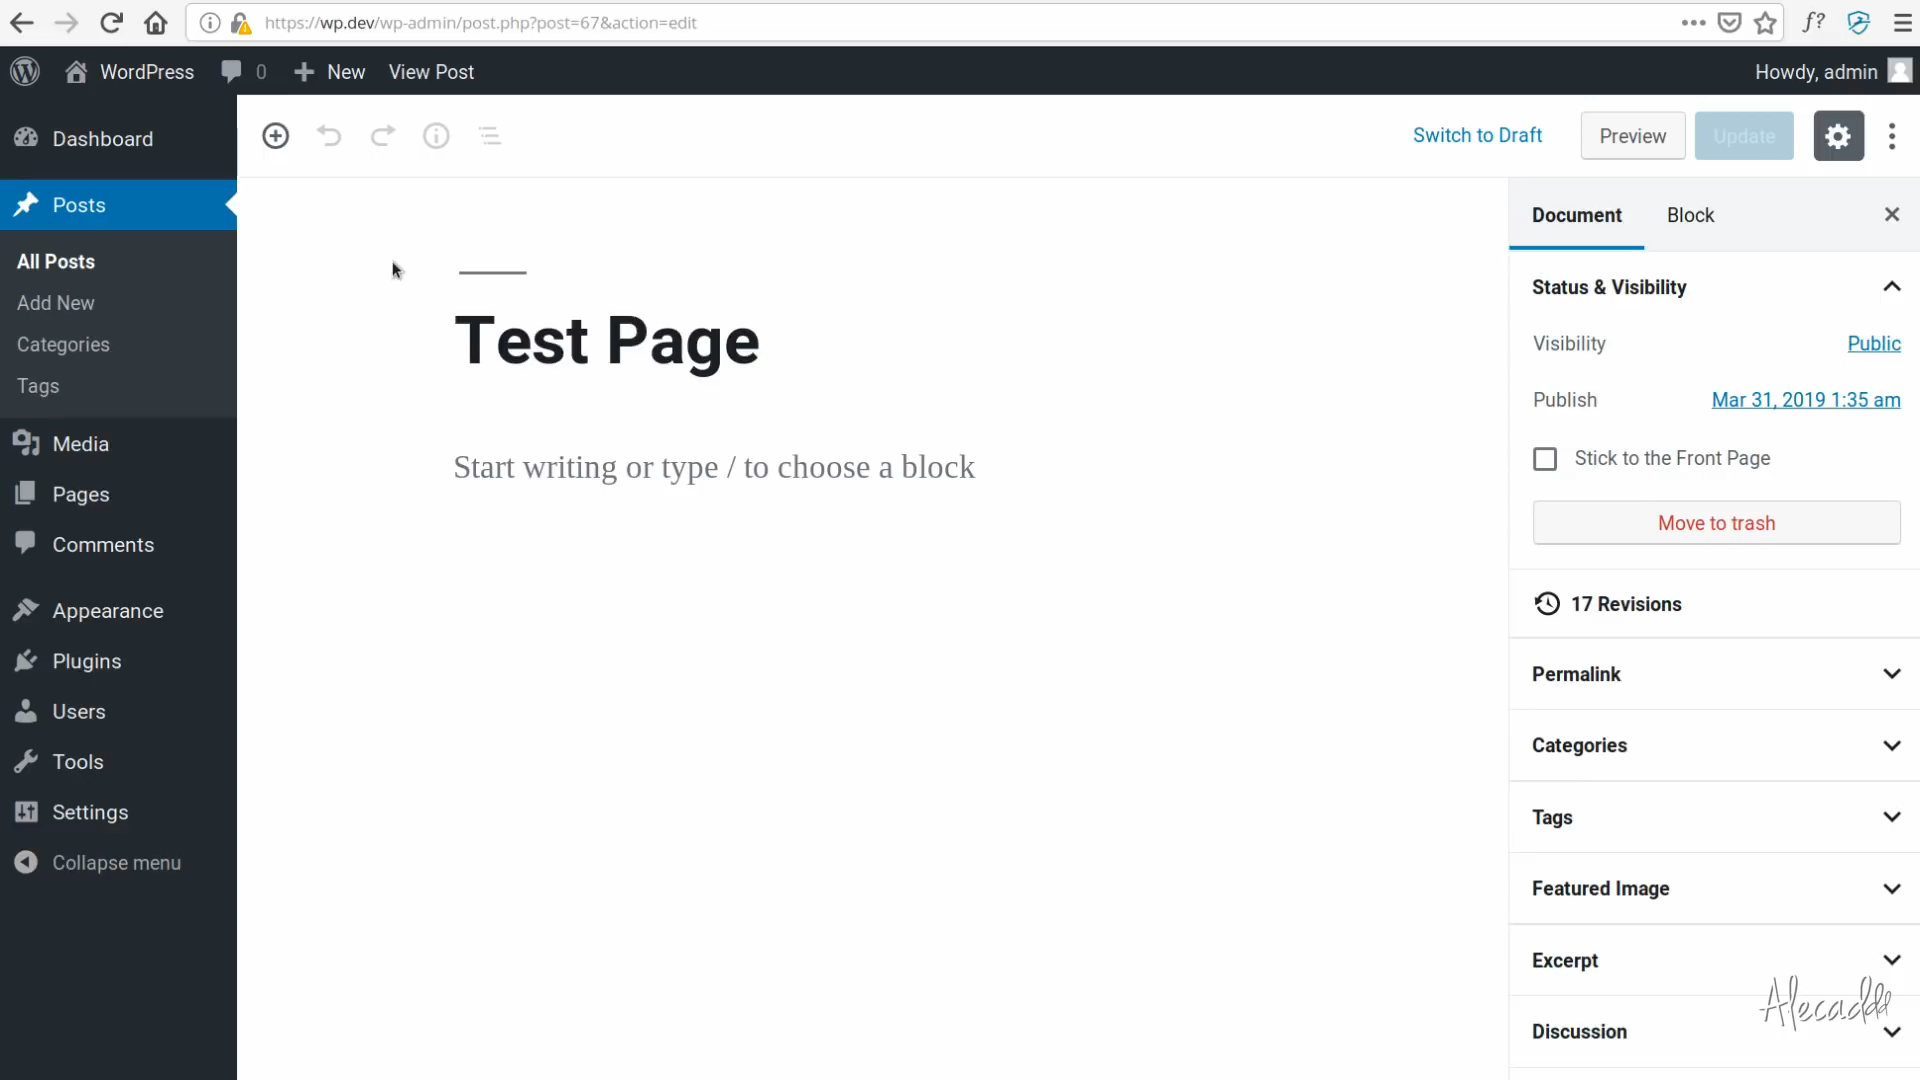 https://wp.dev/wp-admin/post.php?post=67&action=edit
f?
WordPress 0 New View Post
Howdy, admin
Dashboard
Posts
All Posts
Add New
Categories
Tags
Media
Pages
Comments
Appearance
Plugins
Users
Tools
Settings
Collapse menu
Switch to Draft Preview Update
Test Page
Start writing or type / to choose a block
Document Block
Status & Visibility
Visibility Public
Publish Mar 31, 2019 1:35 am
Stick to the Front Page
Move to trash
17 Revisions
Permalink
Categories
Tags
Featured Image
Excerpt
Alecaddd
Discussion